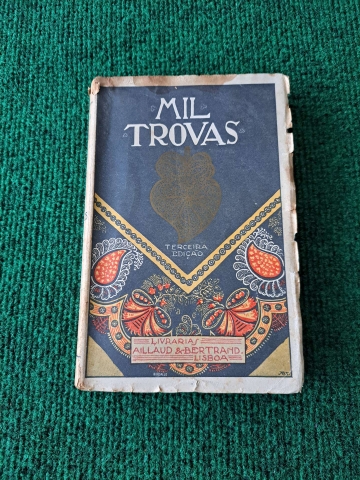 MIL
TROVAS
TERCEIRA
EDIÇÃO
LIVRARIAS
AILLAUD & BERTRAND.
LISBOA